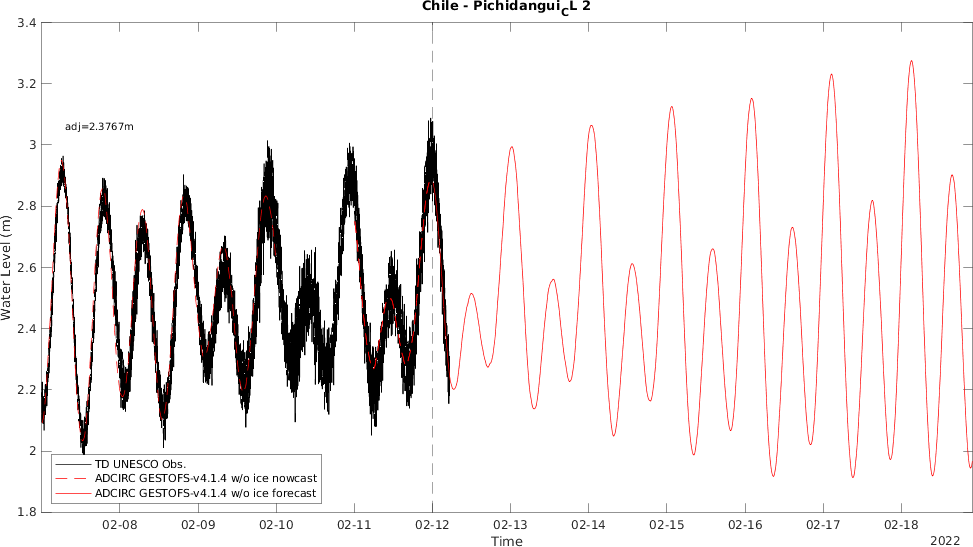 Chile - Pichidangui_CL 2
3.4
3.2
3
2.8
2.6
2.4
2.2
2
1.8
Water Level (m)
adj=2.3767m
TD UNESCO Obs.
ADCIRC GESTOFS-v4.1.4 w/o ice nowcast
ADCIRC GESTOFS-v4.1.4 w/o ice forecast
02-08 02-09 02-10 02-11 02-12 02-13 02-14 02-15 02-16 02-17 02-18
Time
2022